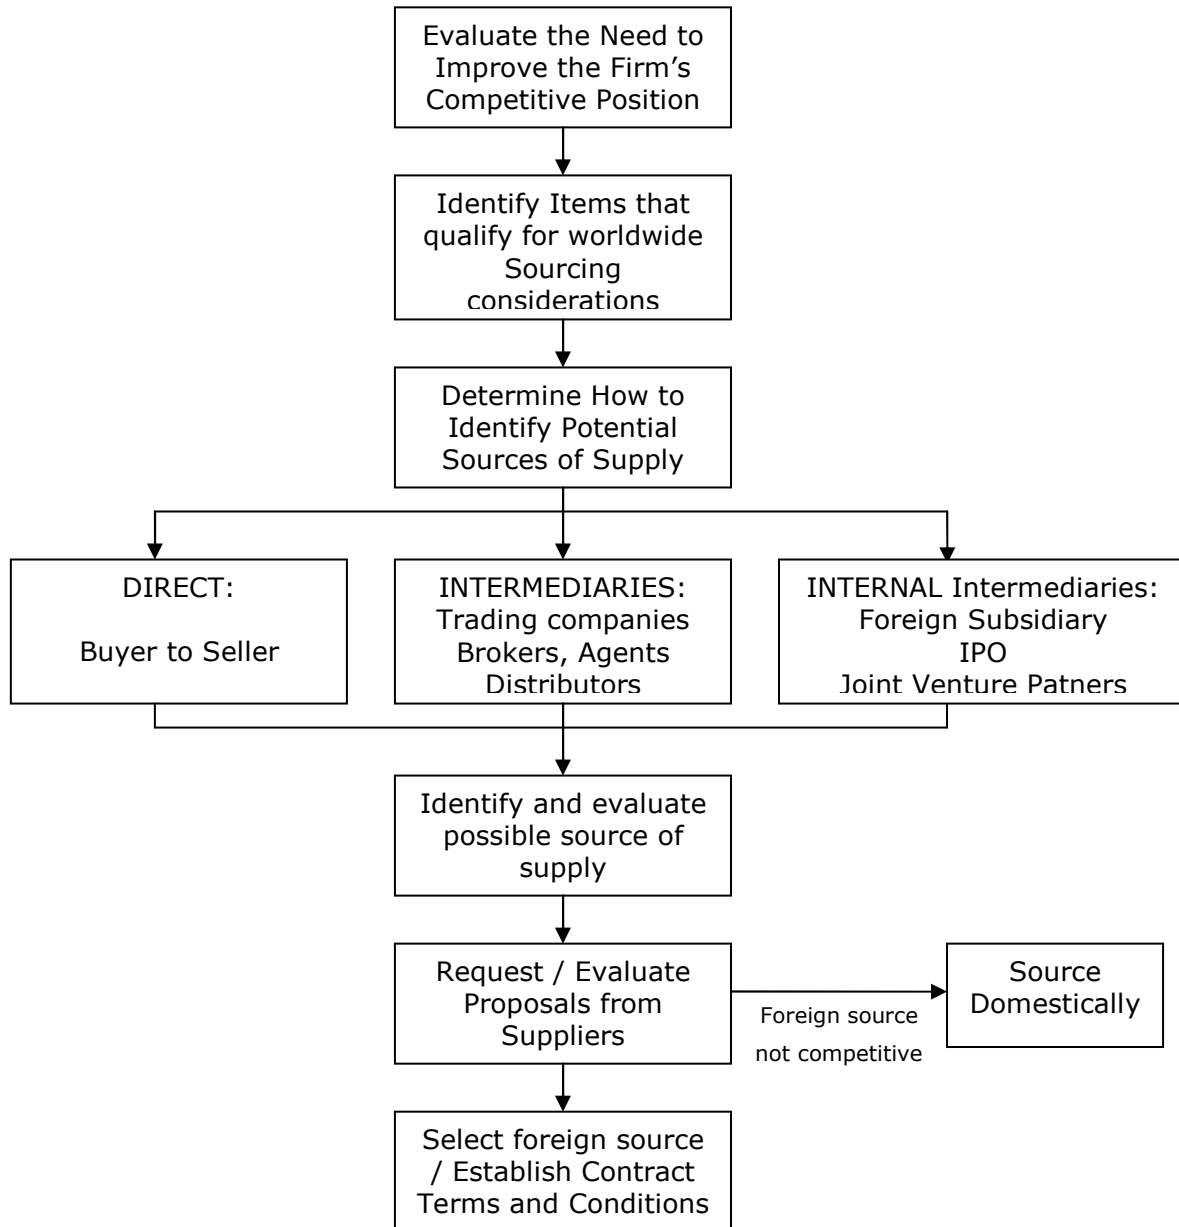 Evaluate the Need to
Improve the Firm’s
Competitive Position
Identify Items that
qualify for worldwide
Sourcing
considerations
Determine How to
Identify Potential
Sources of Supply
DIRECT:
Buyer to Seller
INTERMEDIARIES:
Trading companies
Brokers, Agents
Distributors
INTERNAL Intermediaries:
Foreign Subsidiary
IPO
Joint Venture Patners
Identify and evaluate
possible source of
supply
Request / Evaluate
Proposals from
Suppliers
Foreign source
not competitive
Source
Domestically
Select foreign source
/ Establish Contract
Terms and Conditions